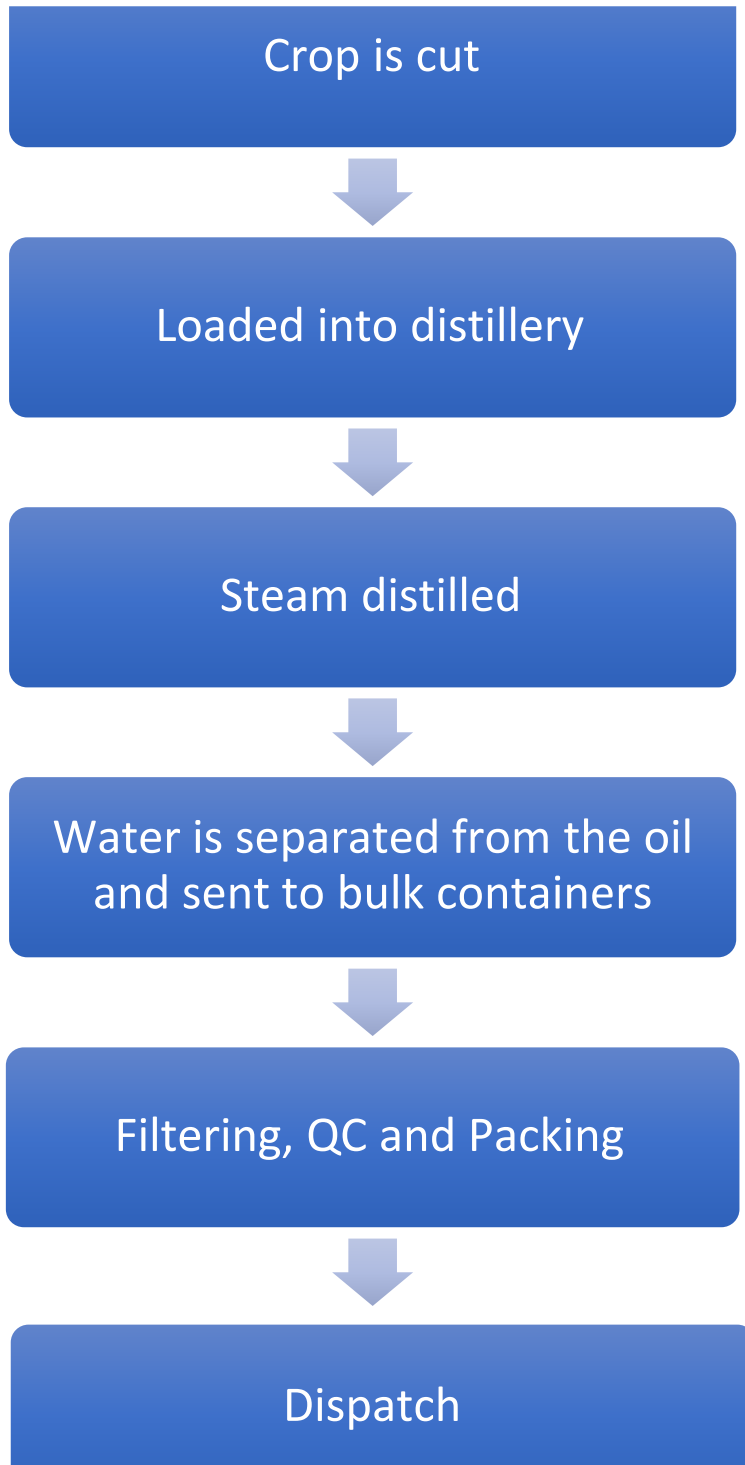 Crop is cut
Loaded into distillery
Steam distilled
Water is separated from the oil
and sent to bulk containers
Filtering, QC and Packing
Dispatch